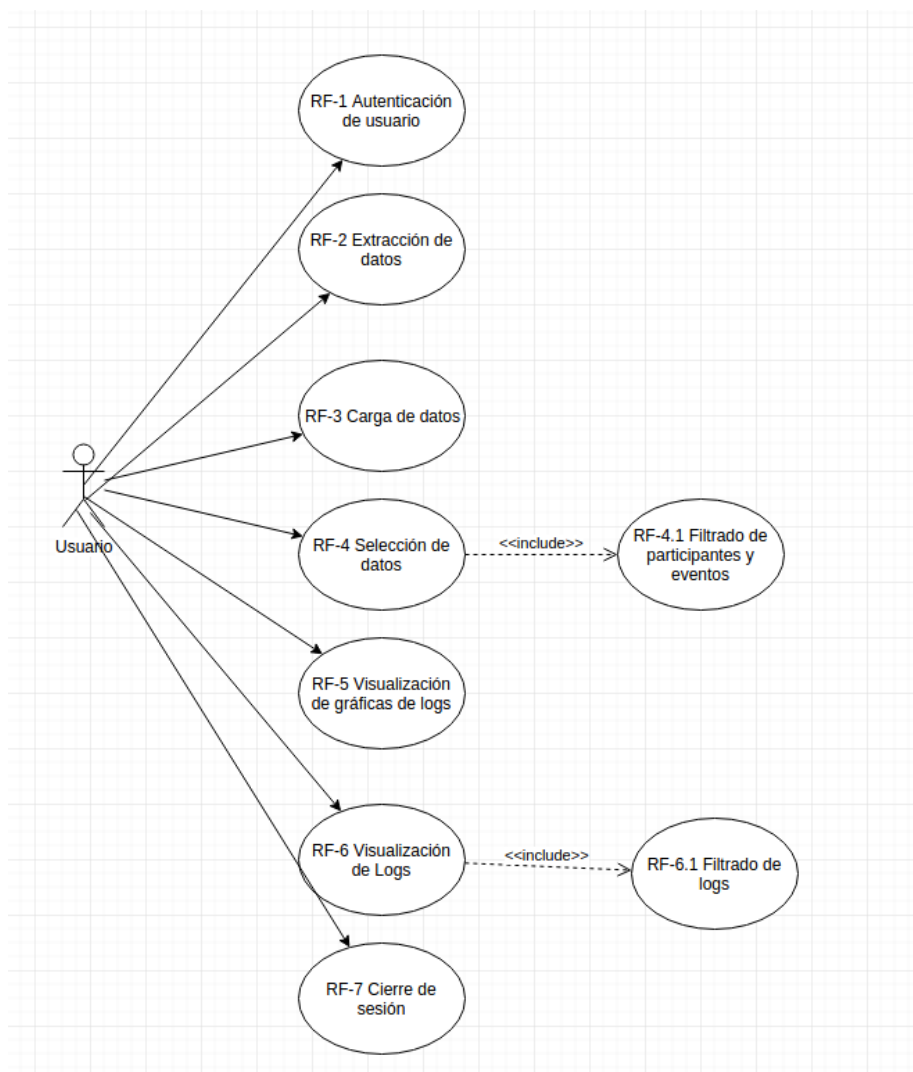 RF-1 Autenticación
de usuario
RF-2 Extracción de
datos
RF-3 Carga de datos
Usuario
RF-4 Selección de
datos
<<include>>
RF-4.1 Filtrado de
participantes y
eventos
RF-5 Visualización
de gráficas de logs
RF-6 Visualización
de Logs
<<include>>
RF-6.1 Filtrado de
logs
RF-7 Cierre de
sesión